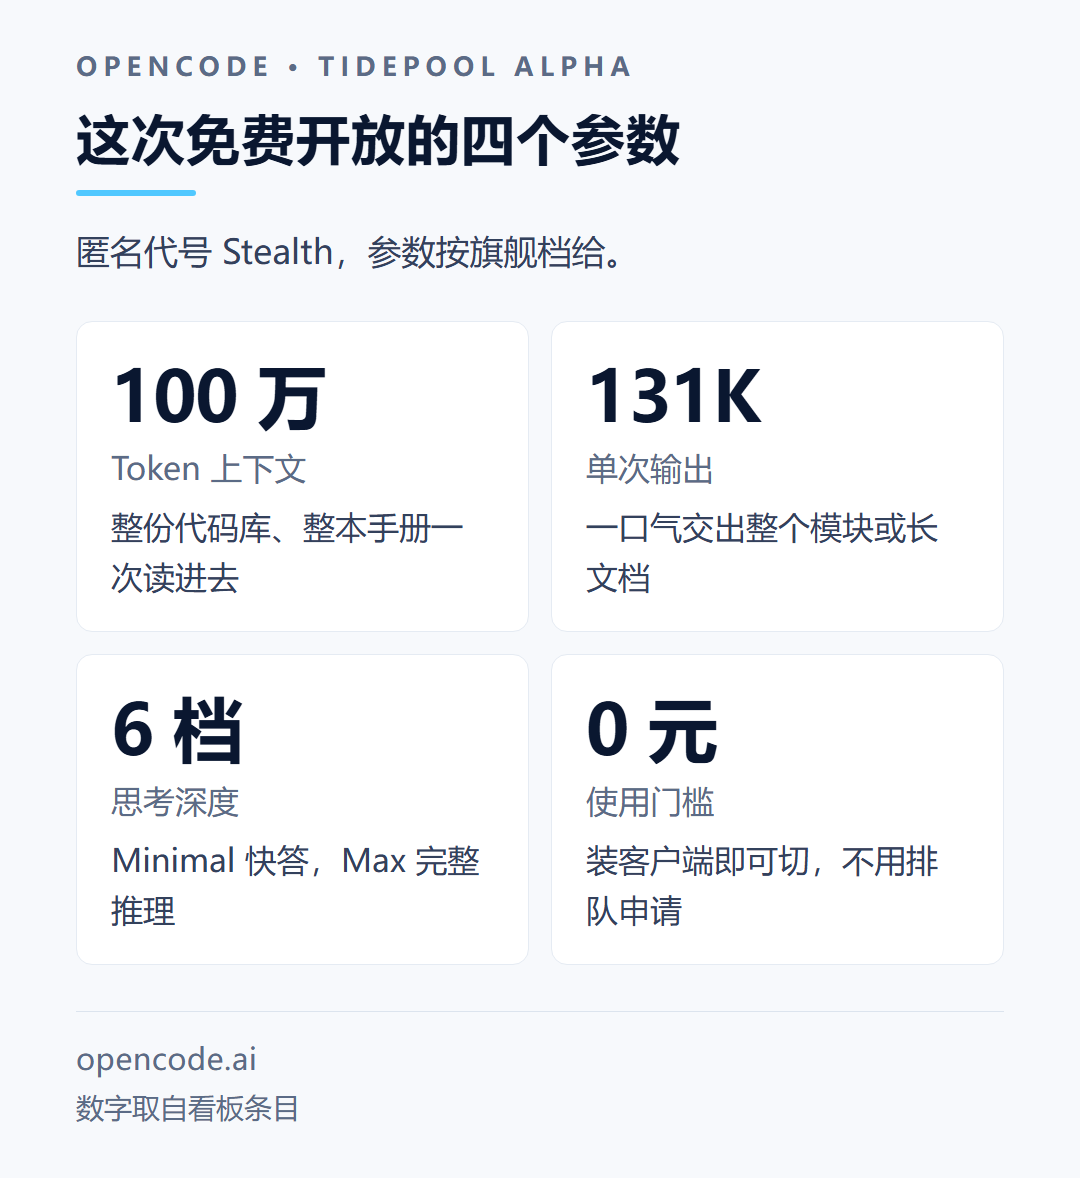 OPENCODE • TIDEPOOL ALPHA
这次免费开放的四个参数
匿名代号 Stealth，参数按旗舰档给。
100 万
Token 上下文
整份代码库、整本手册一
次读进去
131K
单次输出
一口气交出整个模块或长
文档
6 档
思考深度
Minimal 快答，Max 完整
推理
0 元
使用门槛
装客户端即可切，不用排
队申请
opencode.ai
数字取自看板条目